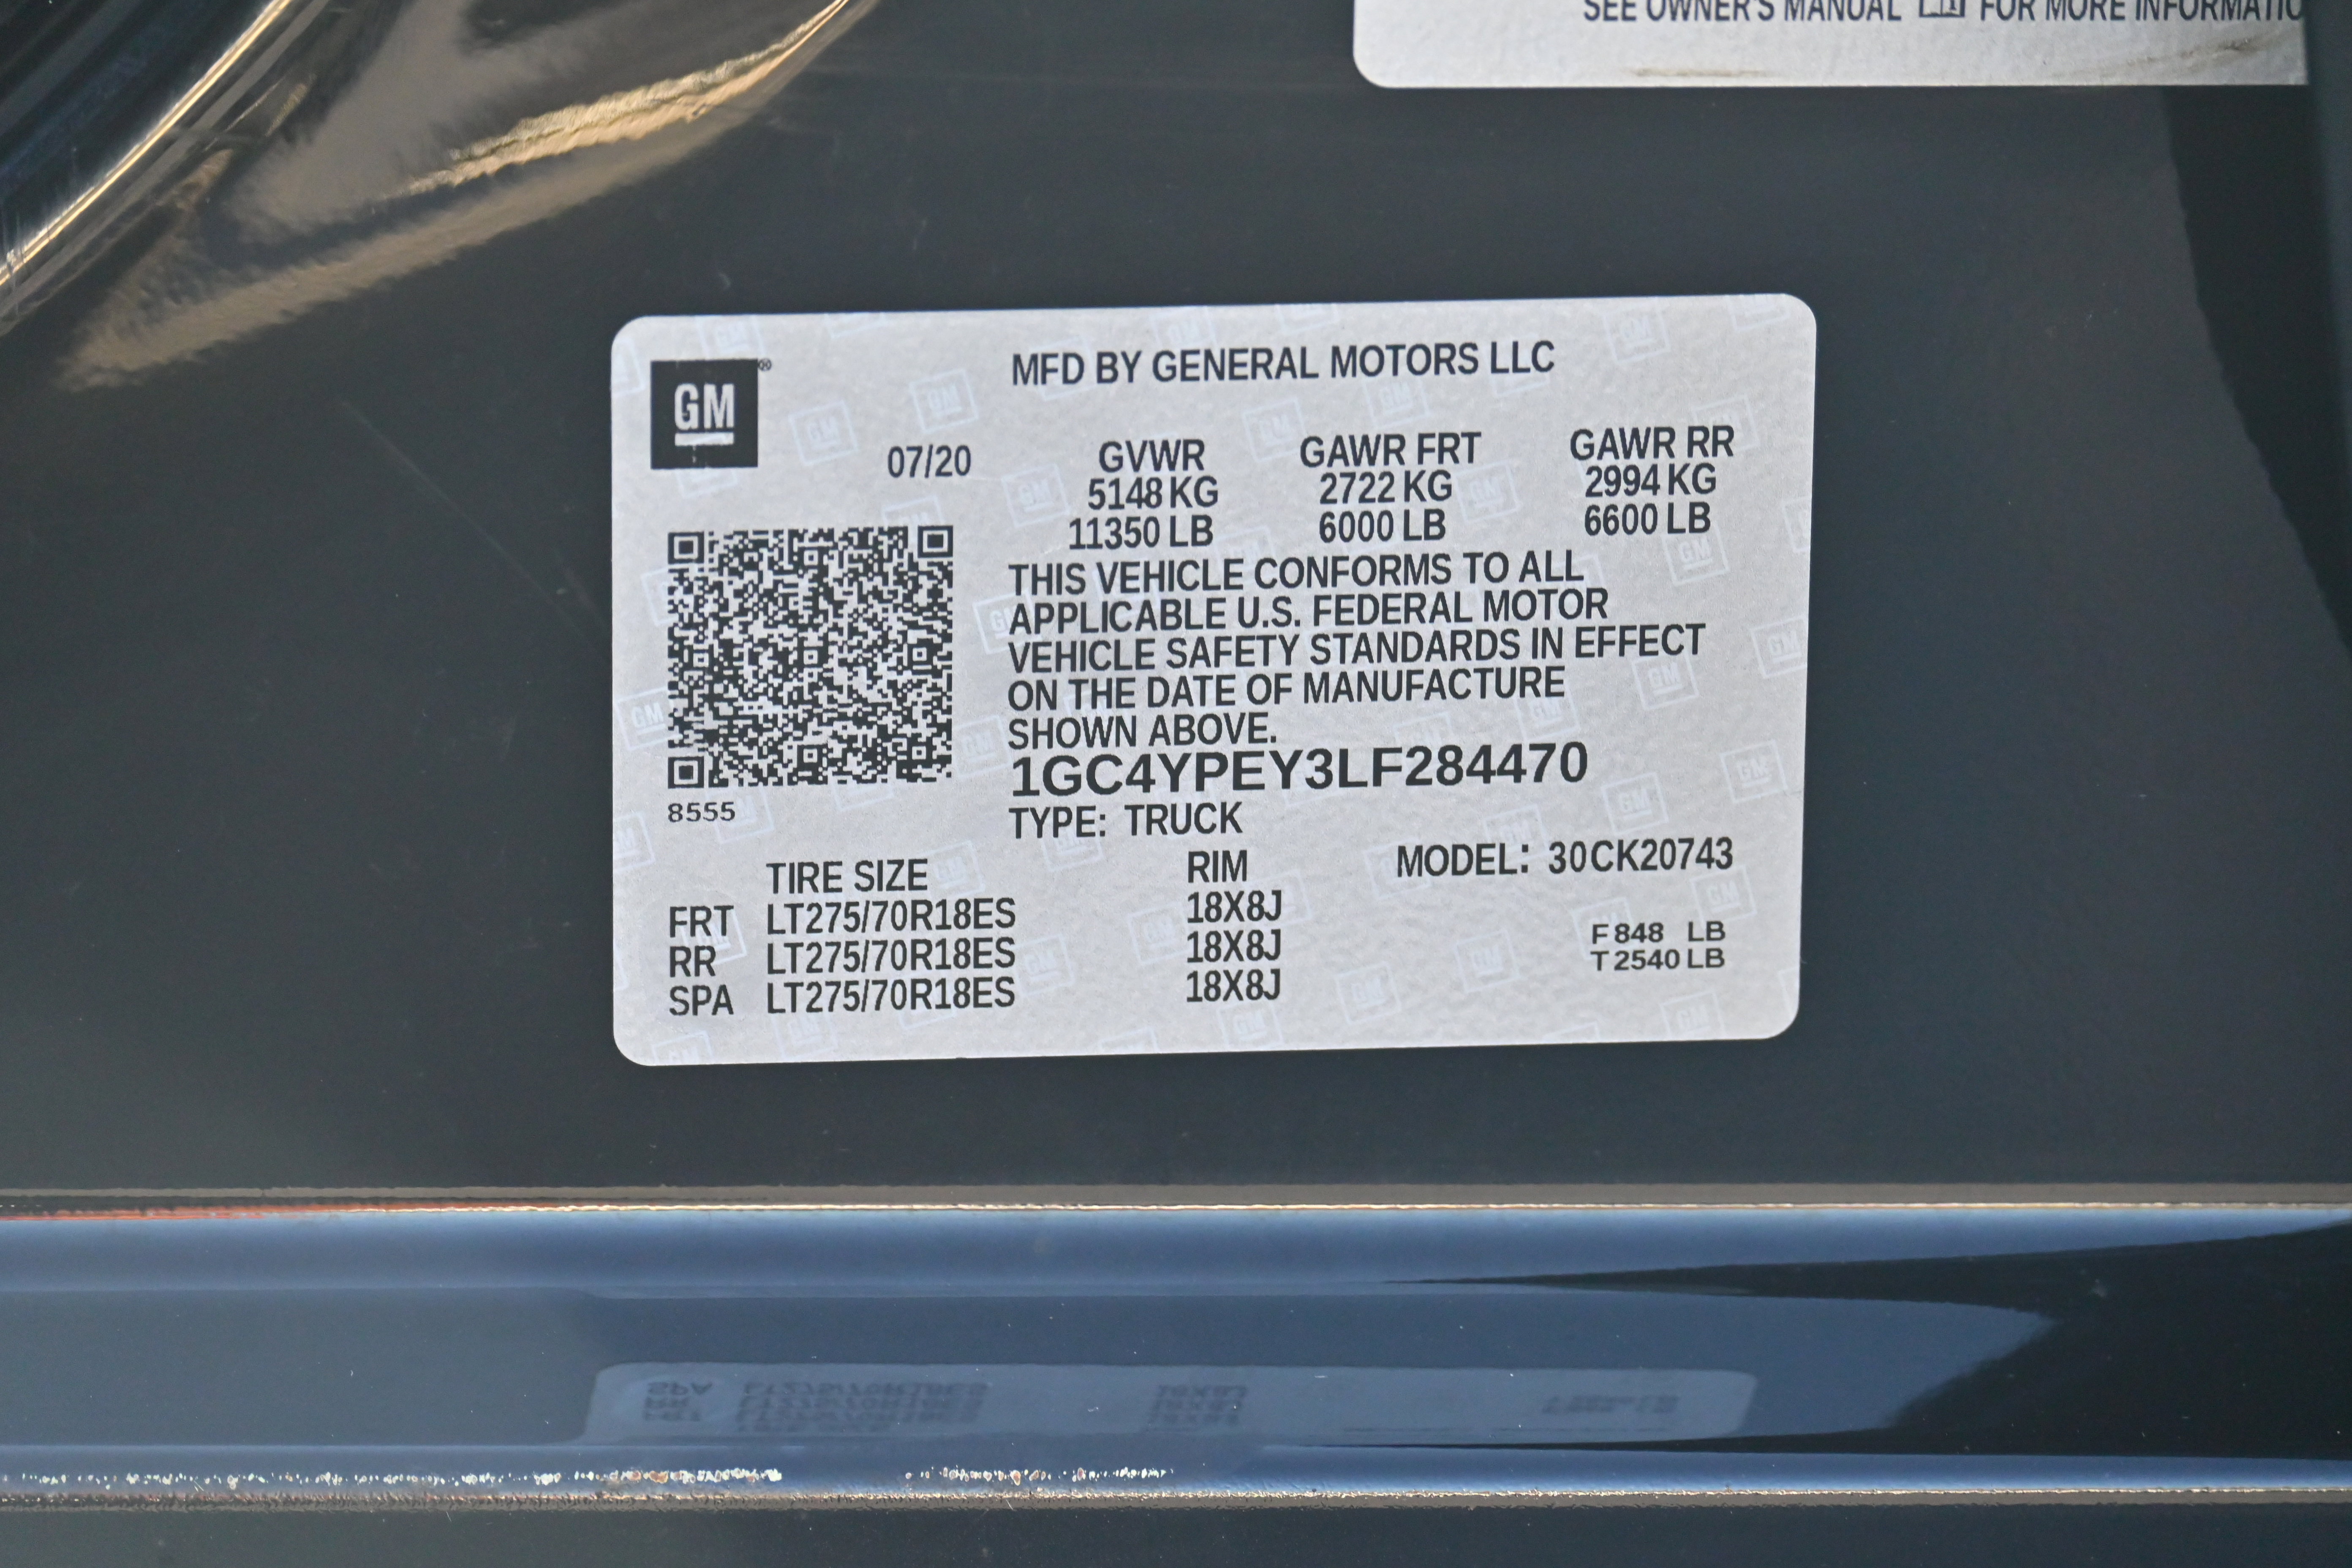 SEE OWNER'S MANUAL FOR MORE INFORMATIO
GM ®
MFD BY GENERAL MOTORS LLC
07/20 GVWR GAWR FRT GAWR RR
5148 KG 2722 KG 2994 KG
11350 LB 6000 LB 6600 LB
THIS VEHICLE CONFORMS TO ALL
APPLICABLE U.S. FEDERAL MOTOR
VEHICLE SAFETY STANDARDS IN EFFECT
ON THE DATE OF MANUFACTURE
SHOWN ABOVE.
1GC4YPEY3LF284470
8555
TYPE: TRUCK
TIRE SIZE RIM MODEL: 30CK20743
FRT LT275/70R18ES 18X8J
RR LT275/70R18ES 18X8J
SPA LT275/70R18ES 18X8J
F 848 LB
T 2540 LB